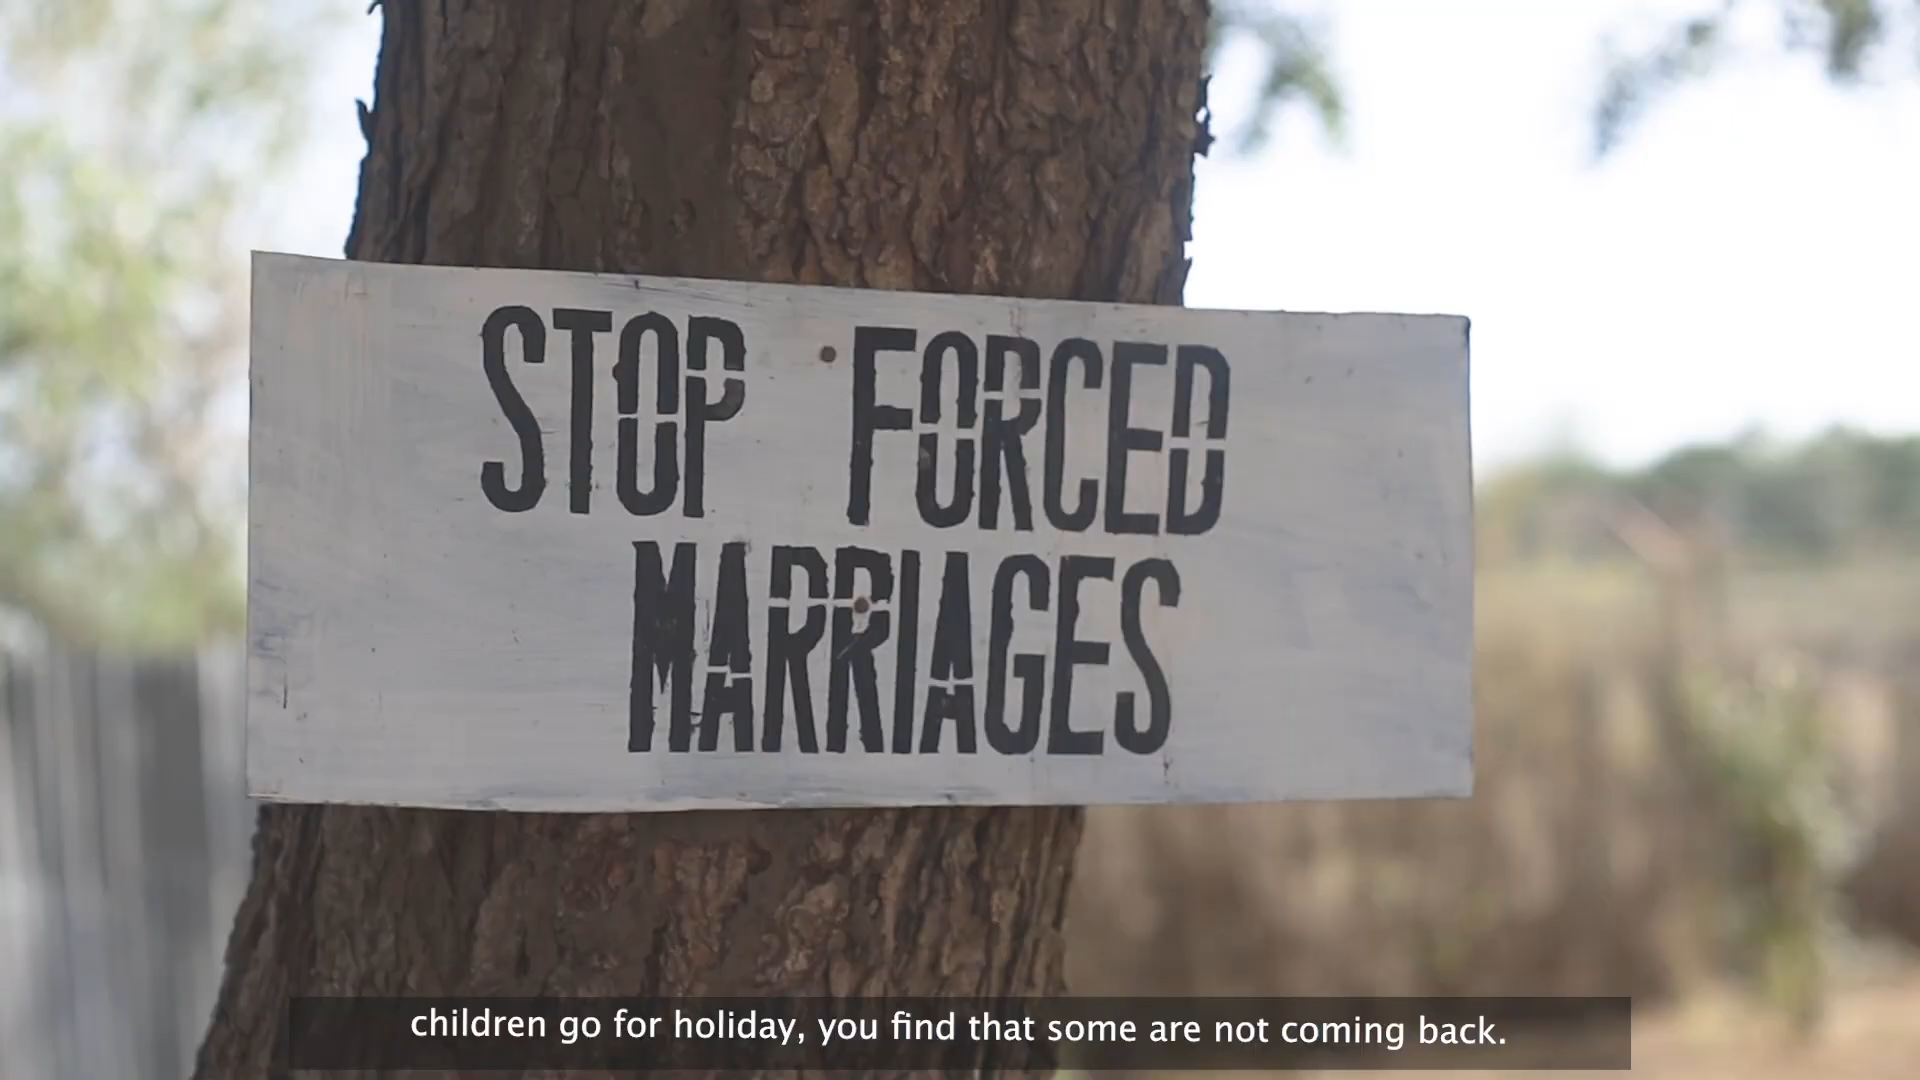 STOP FORCED
MARRIAGES
children go for holiday, you find that some are not coming back.